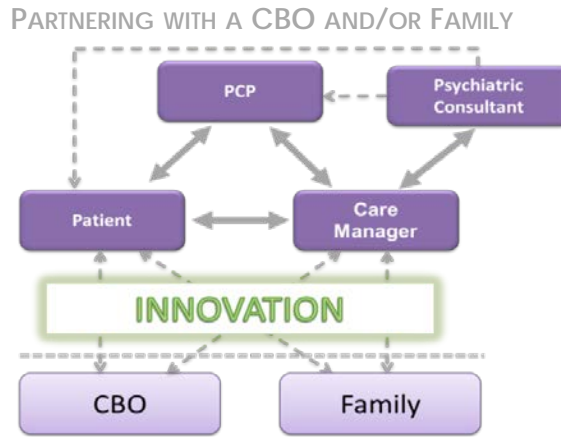 PARTNERING WITH A CBO AND/OR FAMILY
PCP
Psychiatric
Consultant
Patient
Care
Manager
INNOVATION
CBO
Family